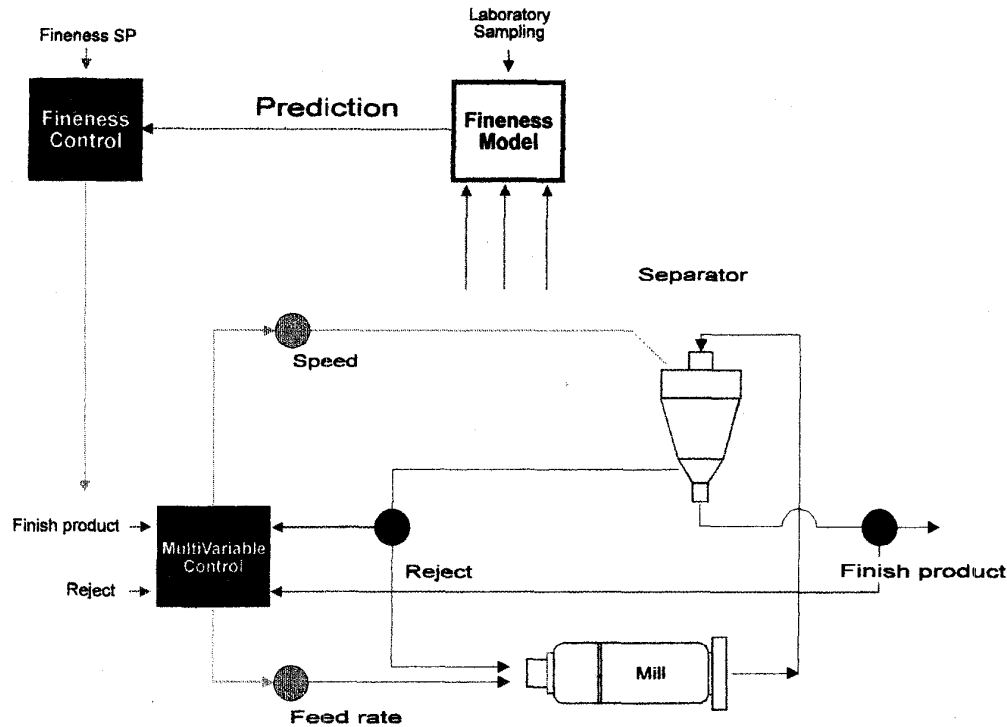 Fineness SP
Laboratory
Sampling
Fineness
Control
Prediction
Fineness
Model
Separator
Speed
Finish product
MultiVariable
Control
Reject
Reject
Finish product
Mill
Feed rate